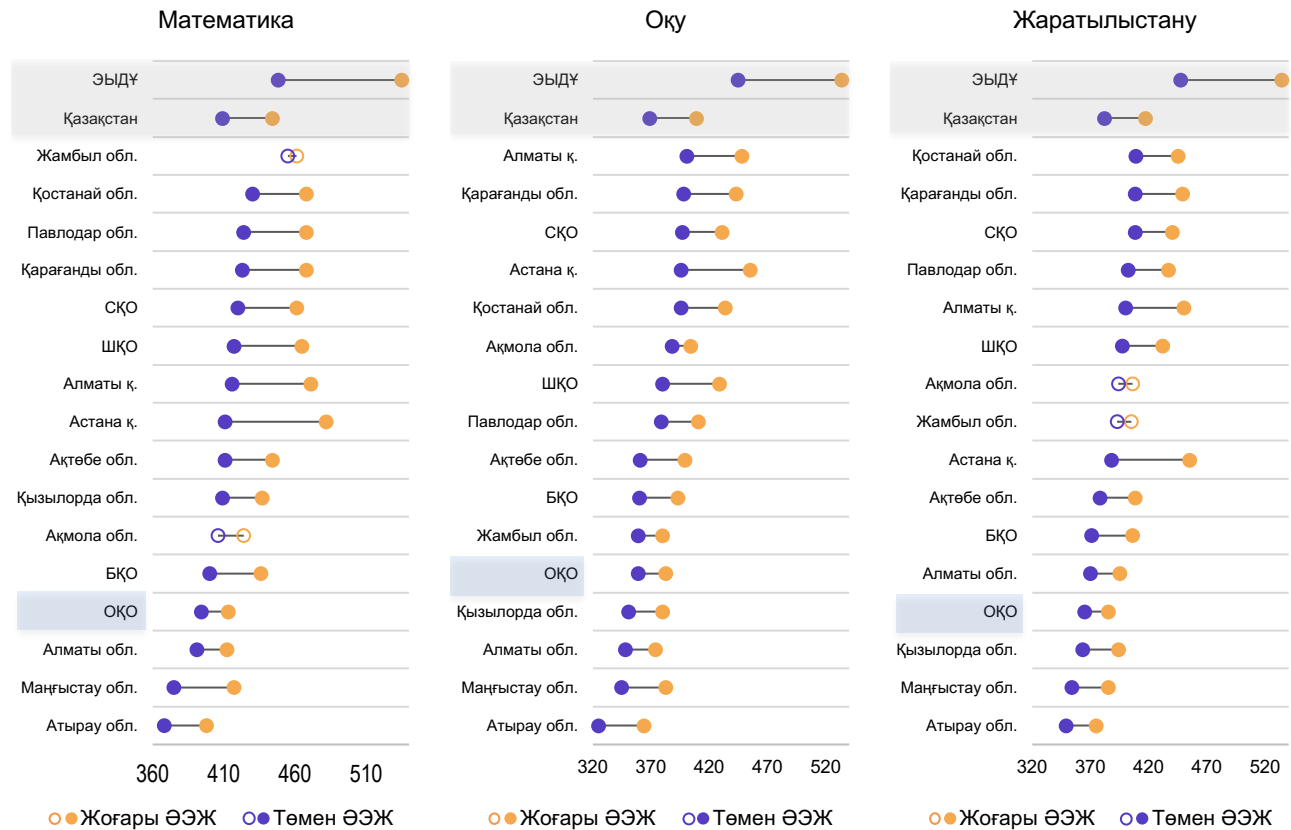 Математика
ЭЫДҰ
Қазақстан
Жамбыл обл.
Қостанай обл.
Павлодар обл.
Қарағанды обл.
СҚО
ШҚО
Алматы қ.
Астана қ.
Ақтөбе обл.
Қызылорда обл.
Ақмола обл.
БҚО
ОҚО
Алматы обл.
Маңғыстау обл.
Атырау обл.
360 410 460 510
Жоғары ӘЭЖ Төмен ӘЭЖ
Оқу
ЭЫДҰ
Қазақстан
Алматы қ.
Қарағанды обл.
СҚО
Астана қ.
Қостанай обл.
Ақмола обл.
ШҚО
Павлодар обл.
Ақтөбе обл.
БҚО
Жамбыл обл.
ОҚО
Қызылорда обл.
Алматы обл.
Маңғыстау обл.
Атырау обл.
320 370 420 470 520
Жоғары ӘЭЖ Төмен ӘЭЖ
Жаратылыстану
ЭЫДҰ
Қазақстан
Қостанай обл.
Қарағанды обл.
СҚО
Павлодар обл.
Алматы қ.
ШҚО
Ақмола обл.
Жамбыл обл.
Астана қ.
Ақтөбе обл.
БҚО
Алматы обл.
ОҚО
Қызылорда обл.
Маңғыстау обл.
Атырау обл.
320 370 420 470 520
Жоғары ӘЭЖ Төмен ӘЭЖ